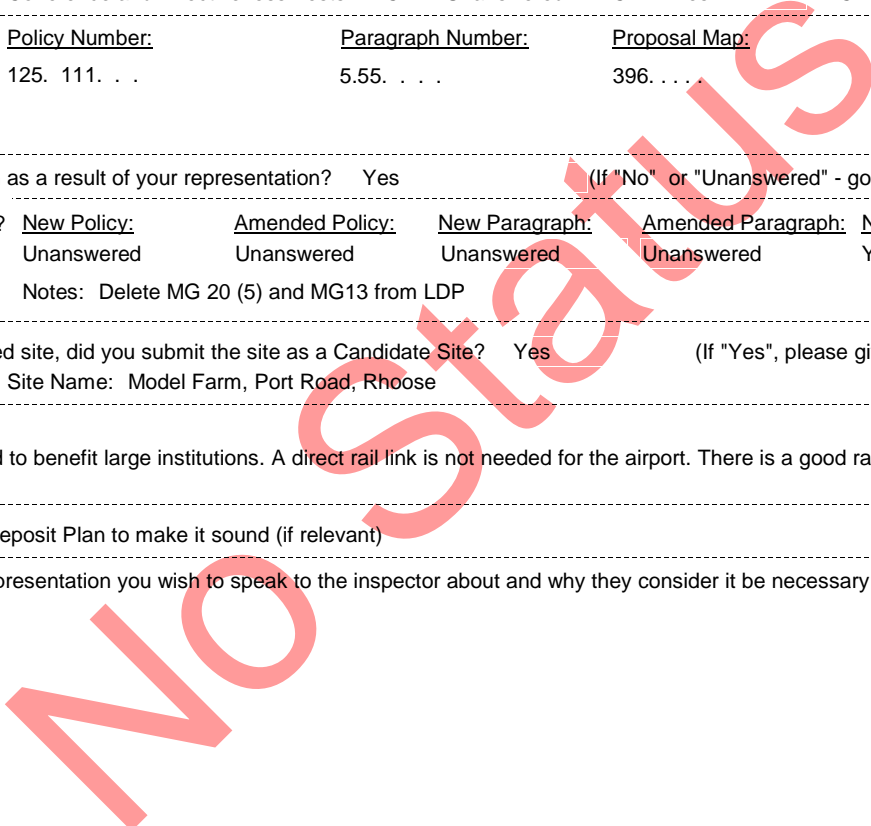 Policy Number: Paragraph Number: Proposal Map:
125. 111. . . 5.55. . . . 396. . . . .
as a result of your representation? Yes (If "No" or "Unanswered" - go
? New Policy: Amended Policy: New Paragraph: Amended Paragraph: N
Unanswered Unanswered Unanswered Unanswered Y
Notes: Delete MG 20 (5) and MG13 from LDP
ed site, did you submit the site as a Candidate Site? Yes (If "Yes", please gi
Site Name: Model Farm, Port Road, Rhoose
d to benefit large institutions. A direct rail link is not needed for the airport. There is a good ra
eposit Plan to make it sound (if relevant)
presentation you wish to speak to the inspector about and why they consider it be necessary
No Status